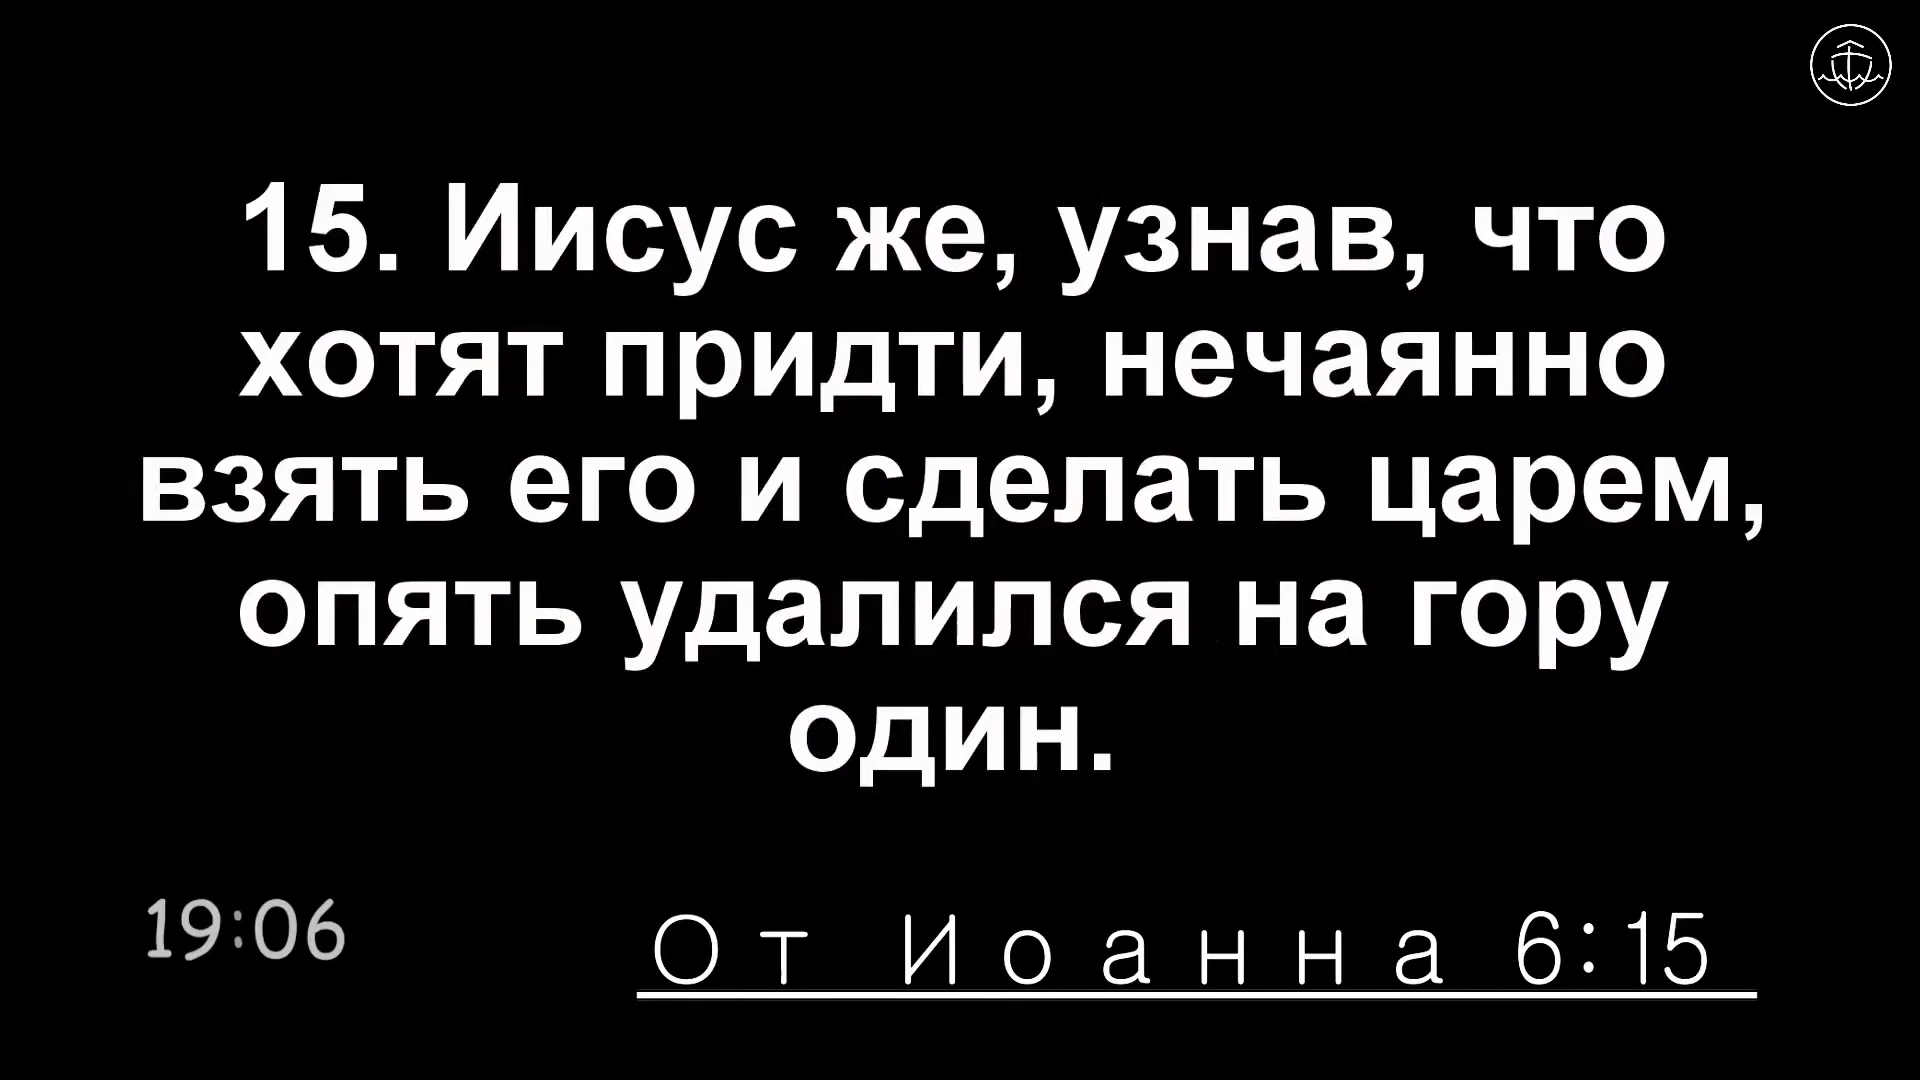 15. Иисус же, узнав, что
хотят придти, нечаянно
взять его и сделать царем,
опять удалился на гору
один.
19:06
От Иоанна 6:15